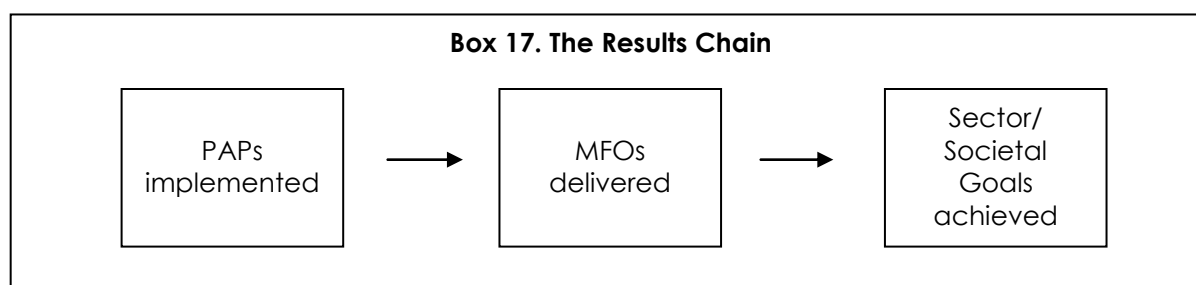 Box 17. The Results Chain
PAPs
implemented
MFOs
delivered
Sector/
Societal
Goals
achieved